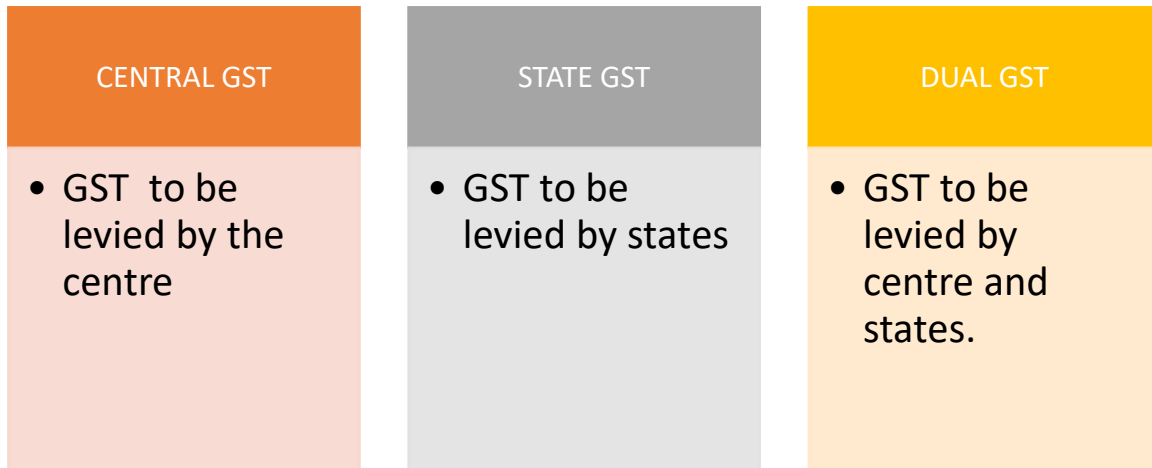 CENTRAL GST
• GST to be
levied by the
centre
STATE GST
• GST to be
levied by states
DUAL GST
• GST to be
levied by
centre and
states.